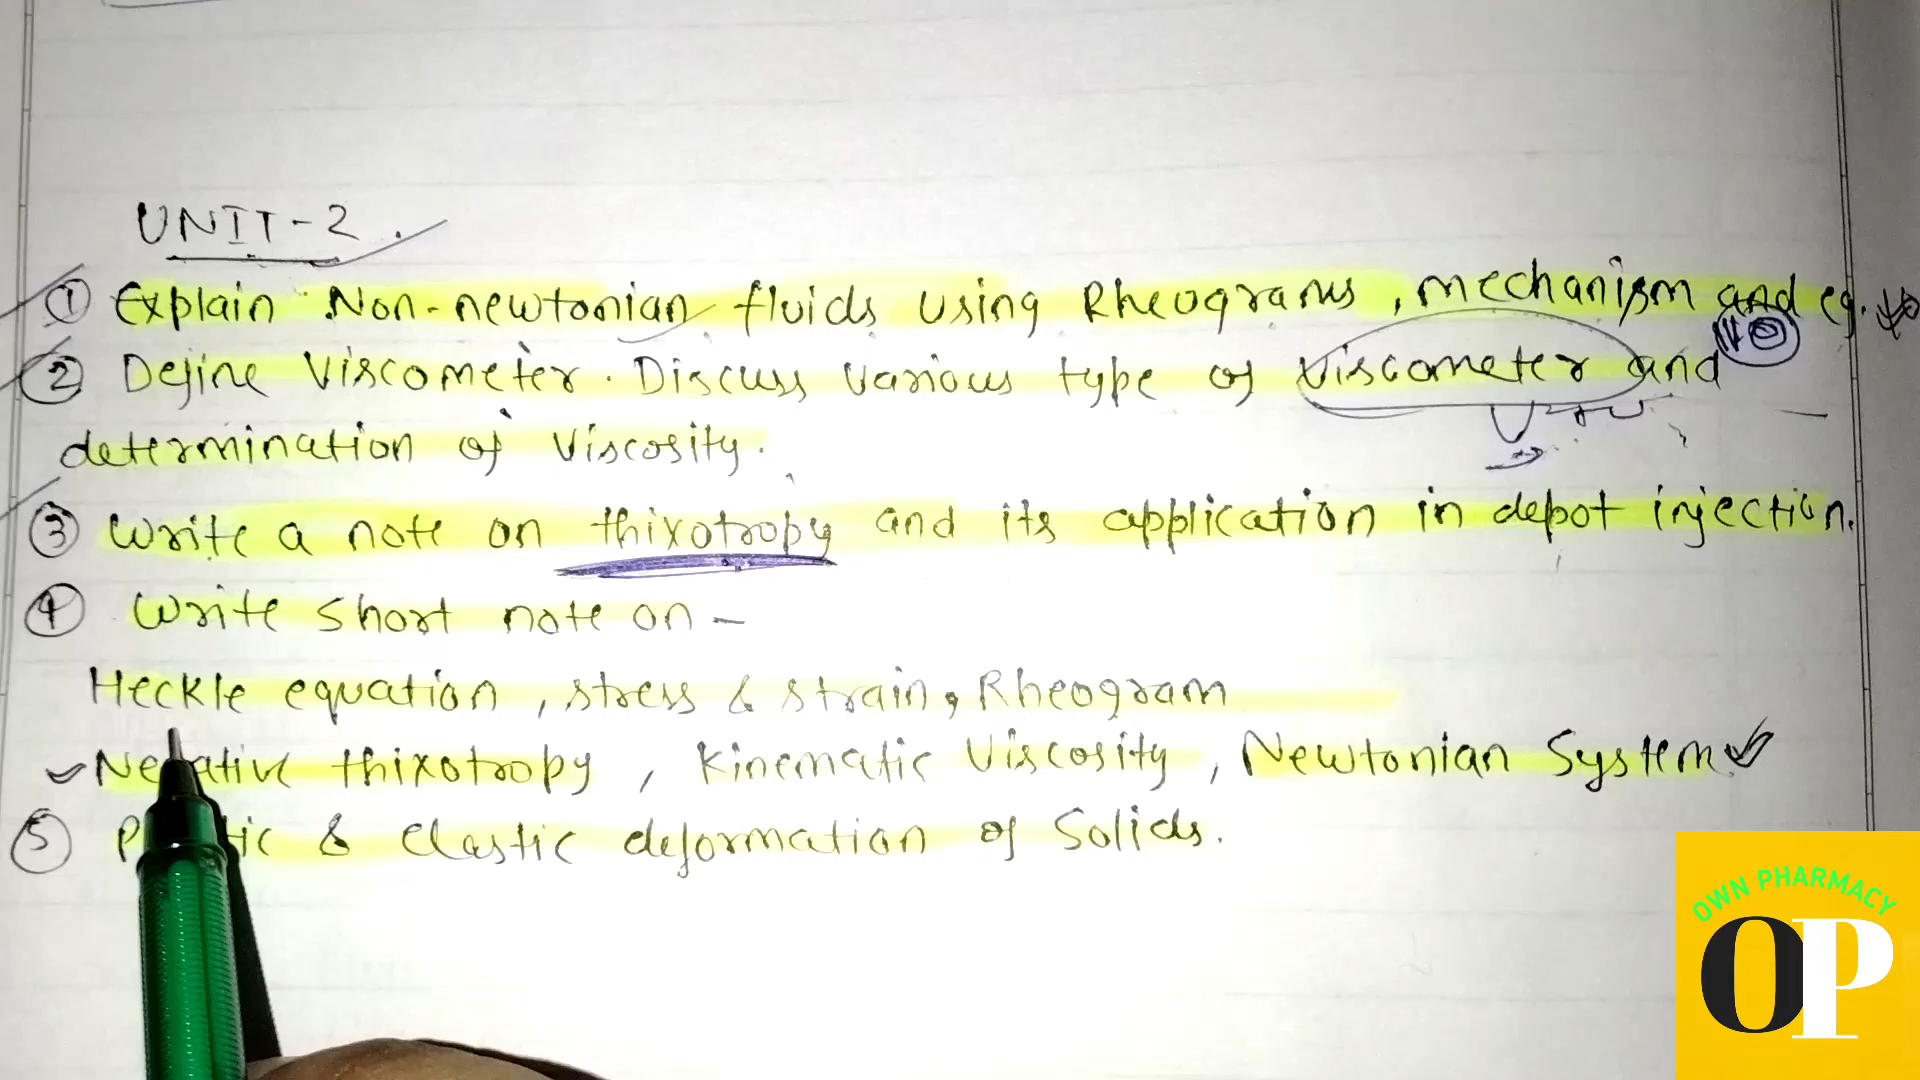 UNIT-2.
① Explain Non-newtonian fluids using Rheograms, mechanism and eg.
② Define Viscometer. Discuss various type of viscometer and
determination of viscosity.
③ Write a note on thixotropy and its application in depot injection.
④ Write short note on -
Heckle equation, stress & strain, Rheogram
Negative thixotropy, Kinematic Viscosity, Newtonian System
⑤ Plastic & Elastic deformation of Solids.
OWN PHARMACY
OP